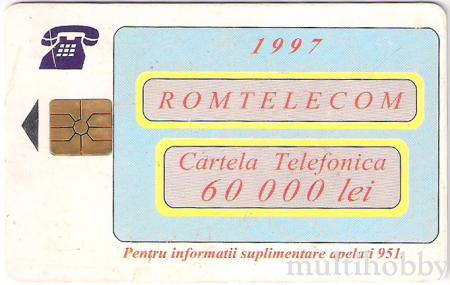 1997
ROMTELECOM
Cartela Telefonica
60 000 lei
Pentru informatii suplimentare apelati 951.
multihobby